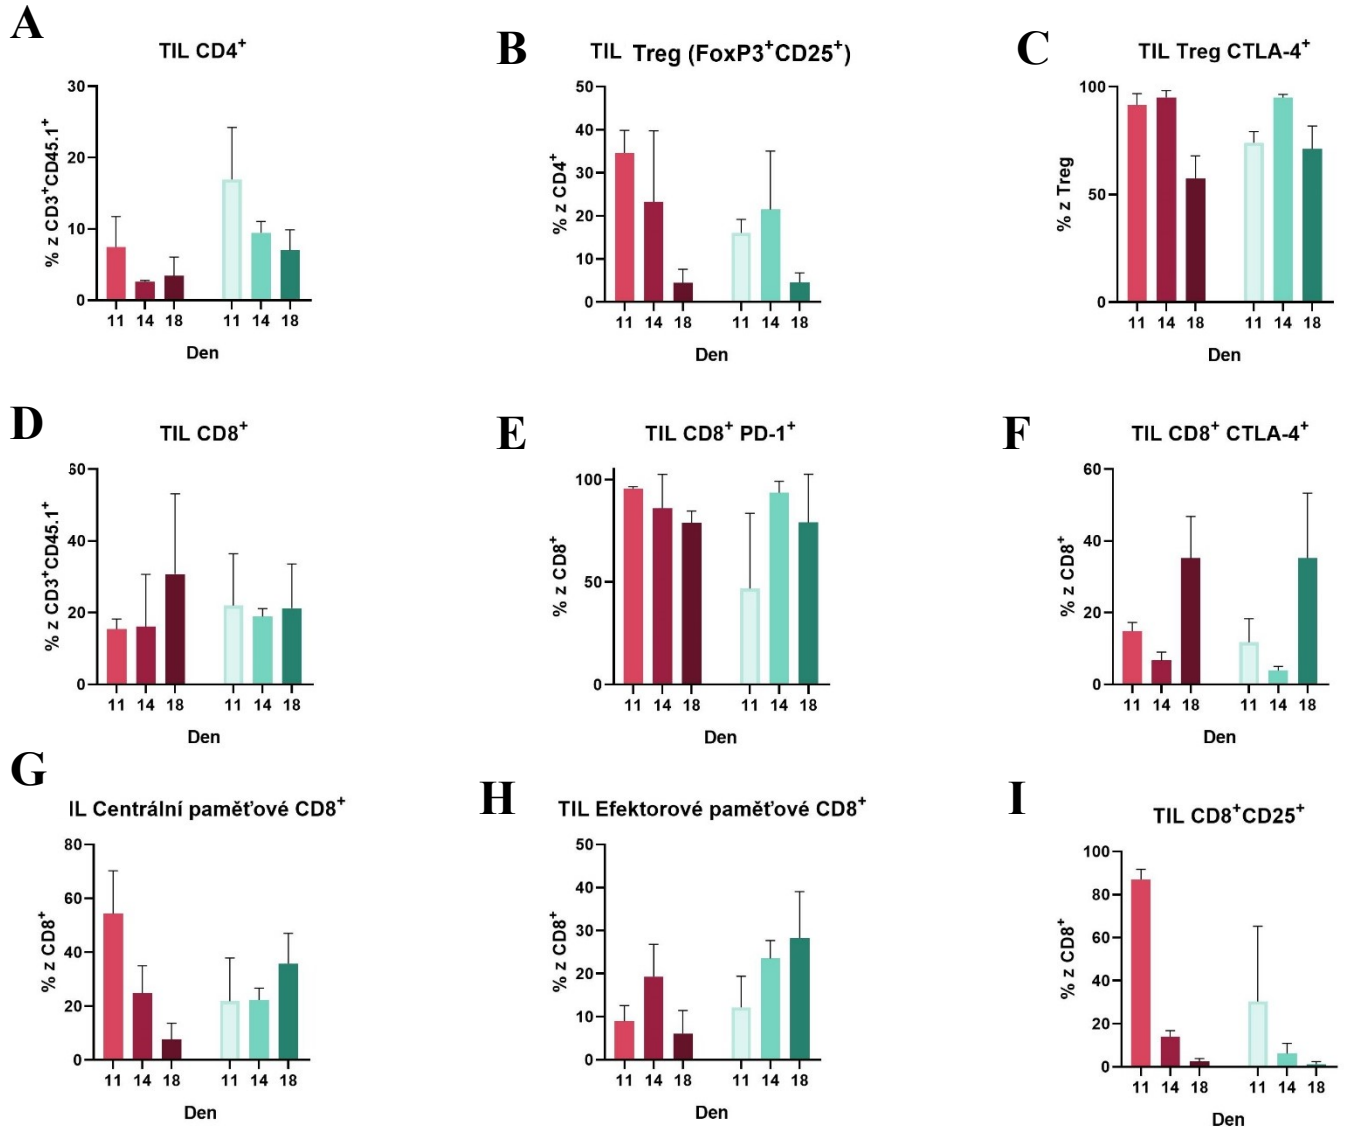 A
TIL CD4⁺
% z CD3⁺CD45.1⁺
30
20
10
0
11 14 18 11 14 18
Den
B
TIL Treg (FoxP3⁺CD25⁺)
% z CD4⁺
50
40
30
20
10
0
11 14 18 11 14 18
Den
C
TIL Treg CTLA-4⁺
% z Treg
100
50
0
11 14 18 11 14 18
Den
D
TIL CD8⁺
% z CD3⁺CD45.1⁺
60
40
20
0
11 14 18 11 14 18
Den
E
TIL CD8⁺ PD-1⁺
% z CD8⁺
100
50
0
11 14 18 11 14 18
Den
F
TIL CD8⁺ CTLA-4⁺
% z CD8⁺
60
40
20
0
11 14 18 11 14 18
Den
G
IL Centrální paměťové CD8⁺
% z CD8⁺
80
60
40
20
0
11 14 18 11 14 18
Den
H
TIL Efektorové paměťové CD8⁺
% z CD8⁺
50
40
30
20
10
0
11 14 18 11 14 18
Den
I
TIL CD8⁺CD25⁺
% z CD8⁺
100
80
60
40
20
0
11 14 18 11 14 18
Den